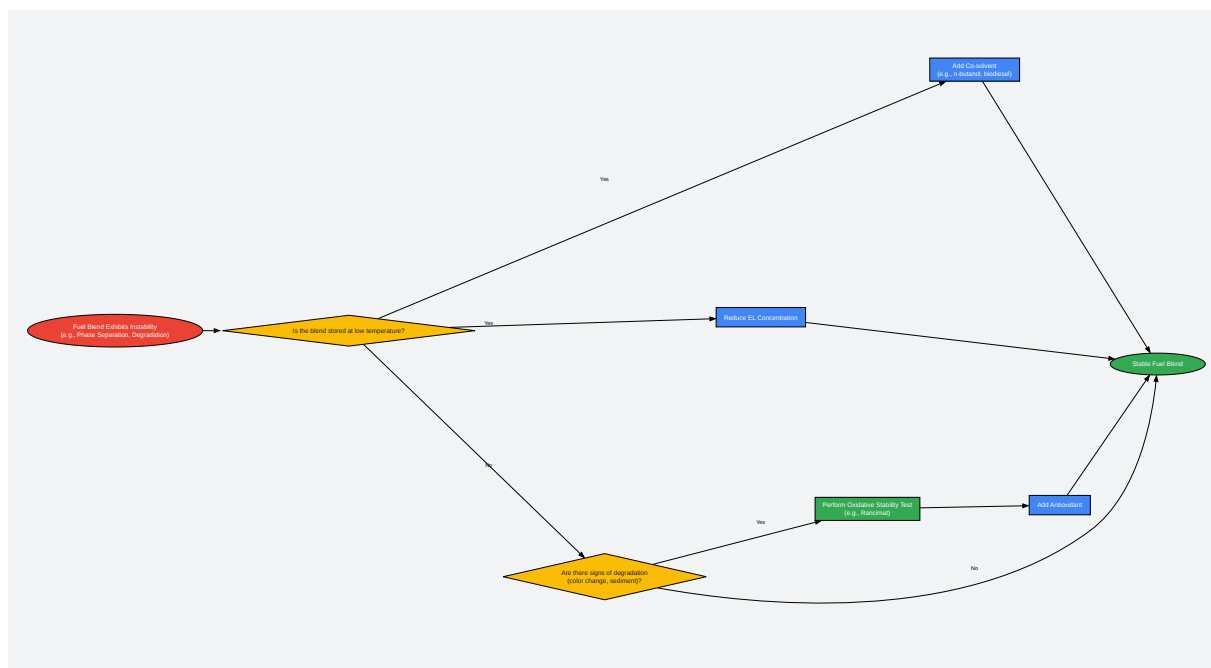 Add Co-solvent
(e.g., n-butanol, biodiesel)
Yes
Fuel Blend Exhibits Instability
(e.g., Phase Separation, Degradation)
Is the blend stored at low temperature?
Yes
Reduce EL Concentration
Stable Fuel Blend
No
Perform Oxidative Stability Test
(e.g., Rancimat)
Add Antioxidant
Yes
Are there signs of degradation
(color change, sediment)?
No